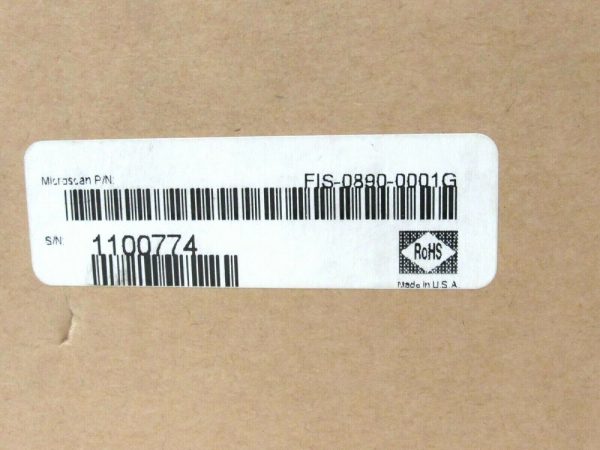 Microscan P/N: FIS-0890-0001G
S/N: 1100774
RoHS
Made in U.S.A.